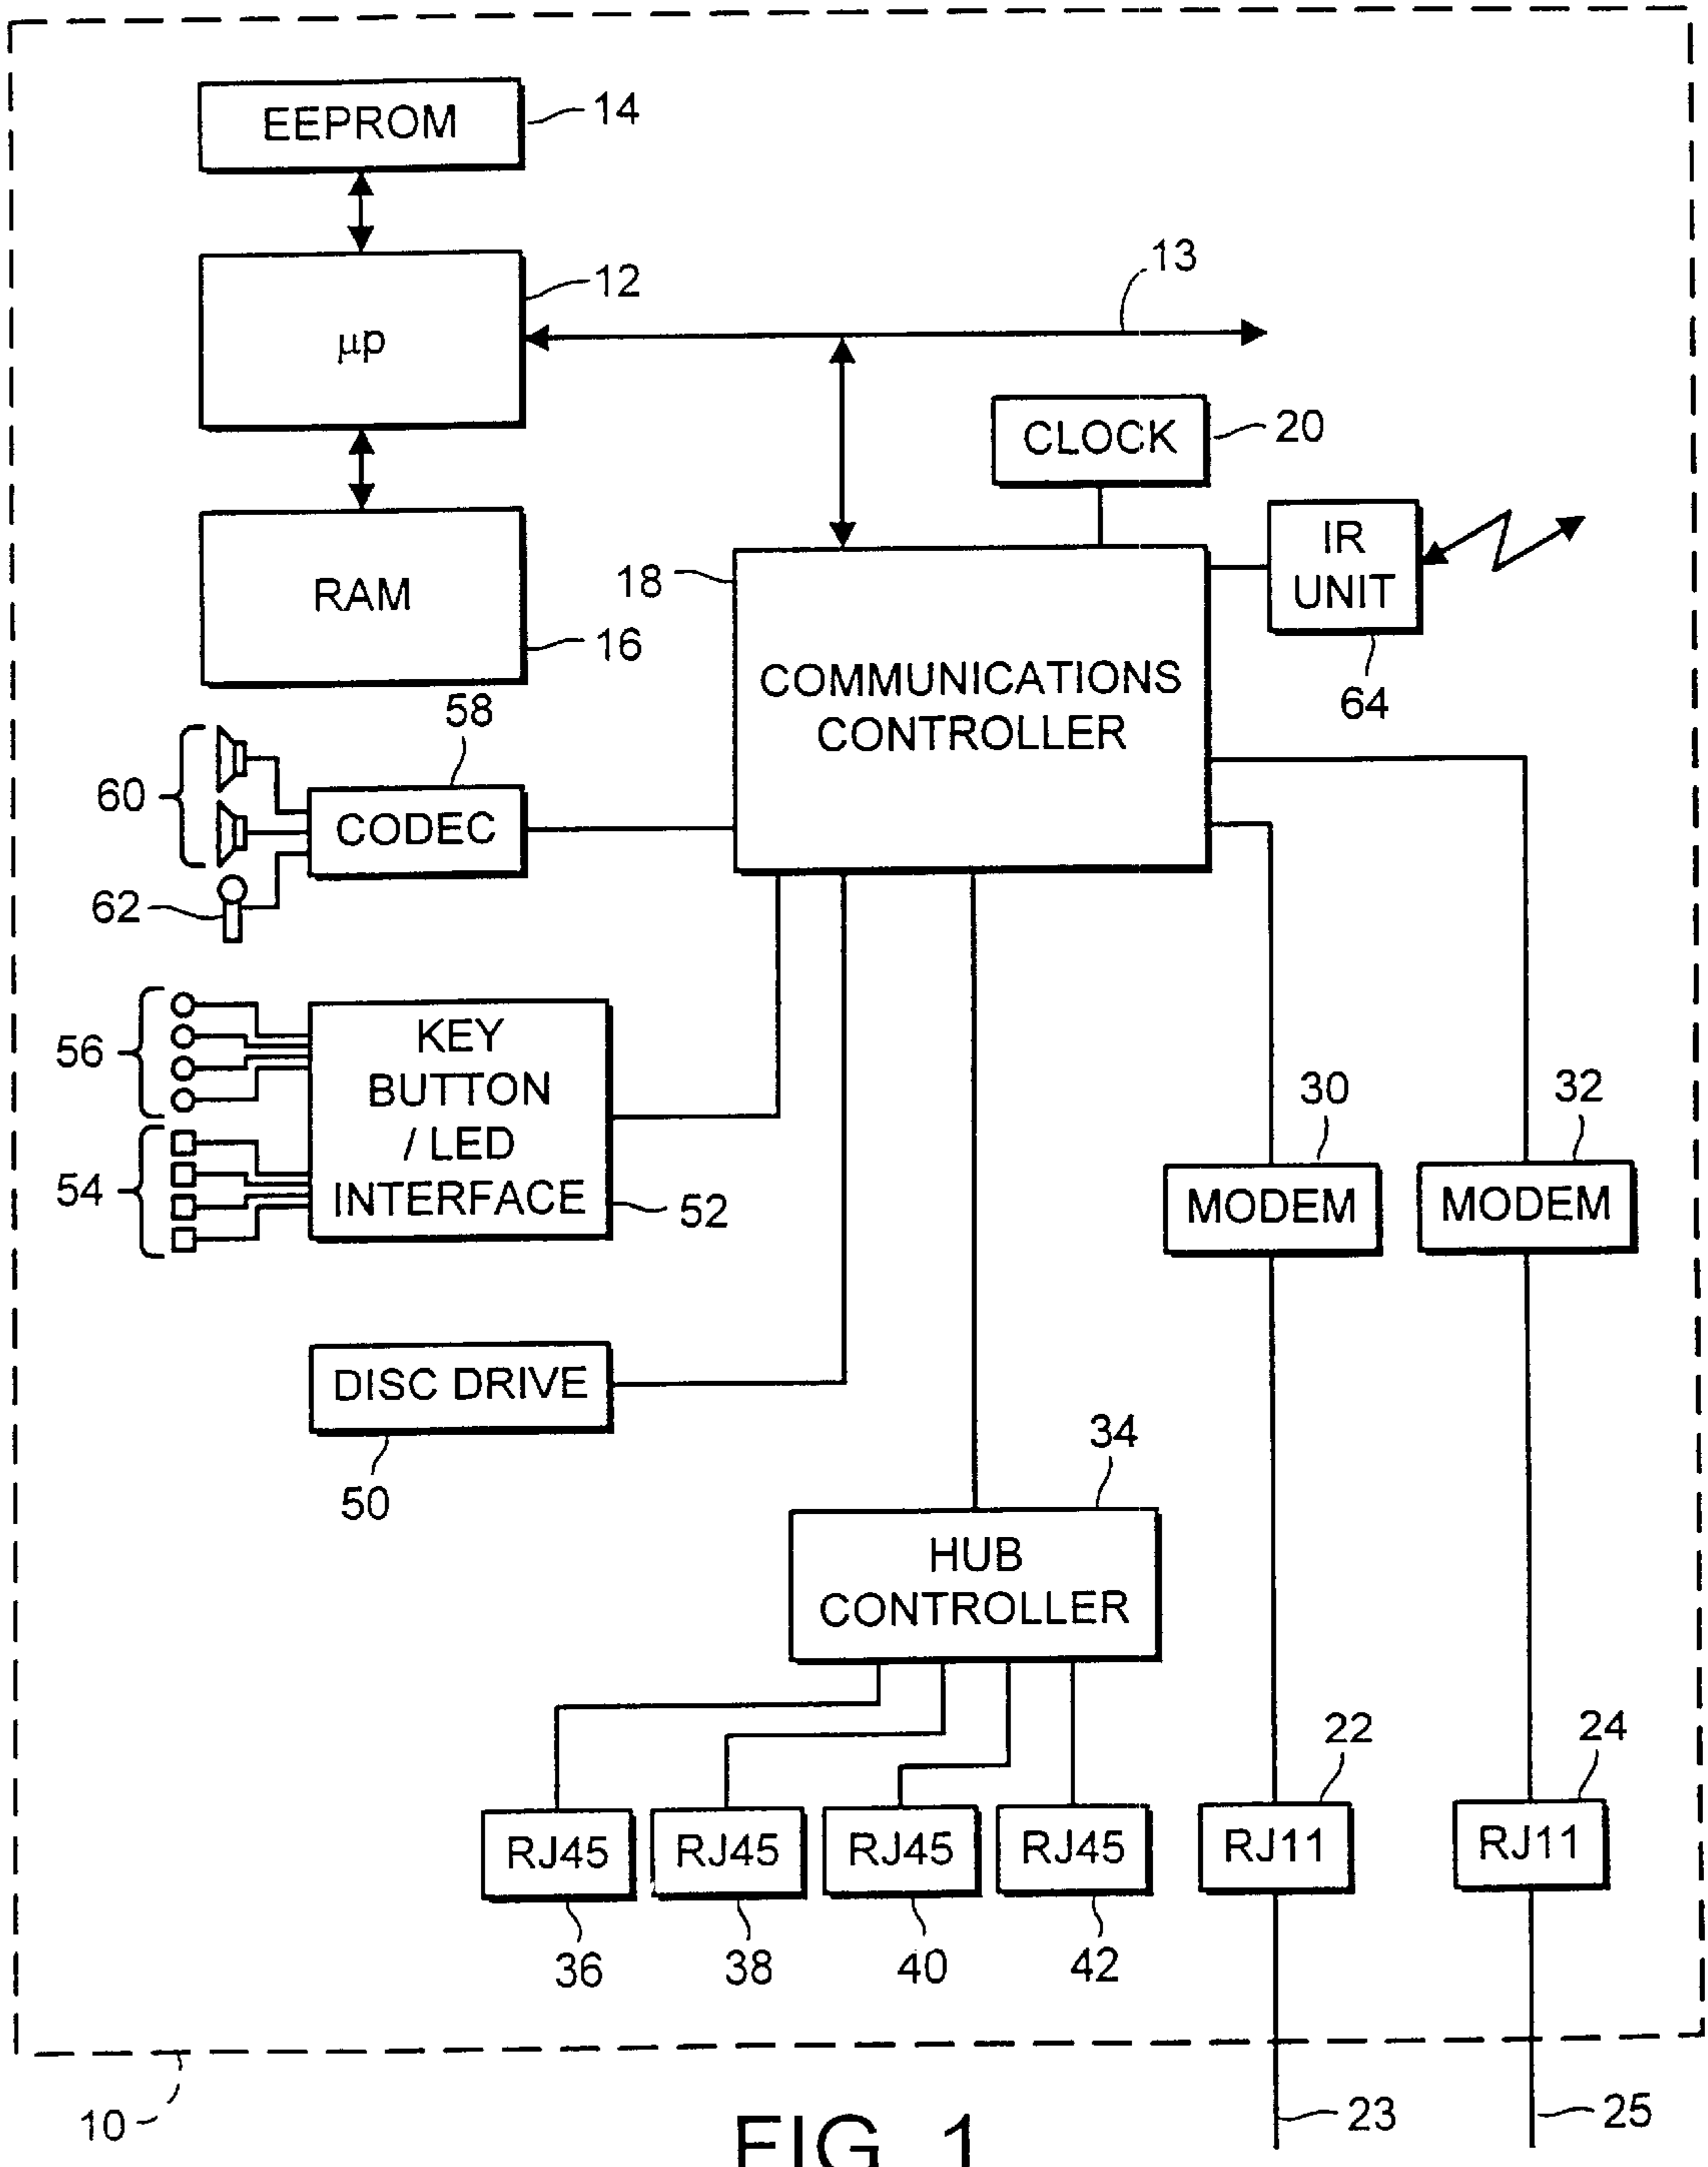 EEPROM
14
12
µp
13
CLOCK
20
IR
UNIT
64
18
RAM
16
COMMUNICATIONS
CONTROLLER
58
60
CODEC
62
56
KEY
BUTTON
/ LED
INTERFACE
54
52
30
MODEM
32
MODEM
DISC DRIVE
50
34
HUB
CONTROLLER
22
RJ11
24
RJ11
RJ45
RJ45
RJ45
RJ45
36
38
40
42
10
23
25
FIG. 1